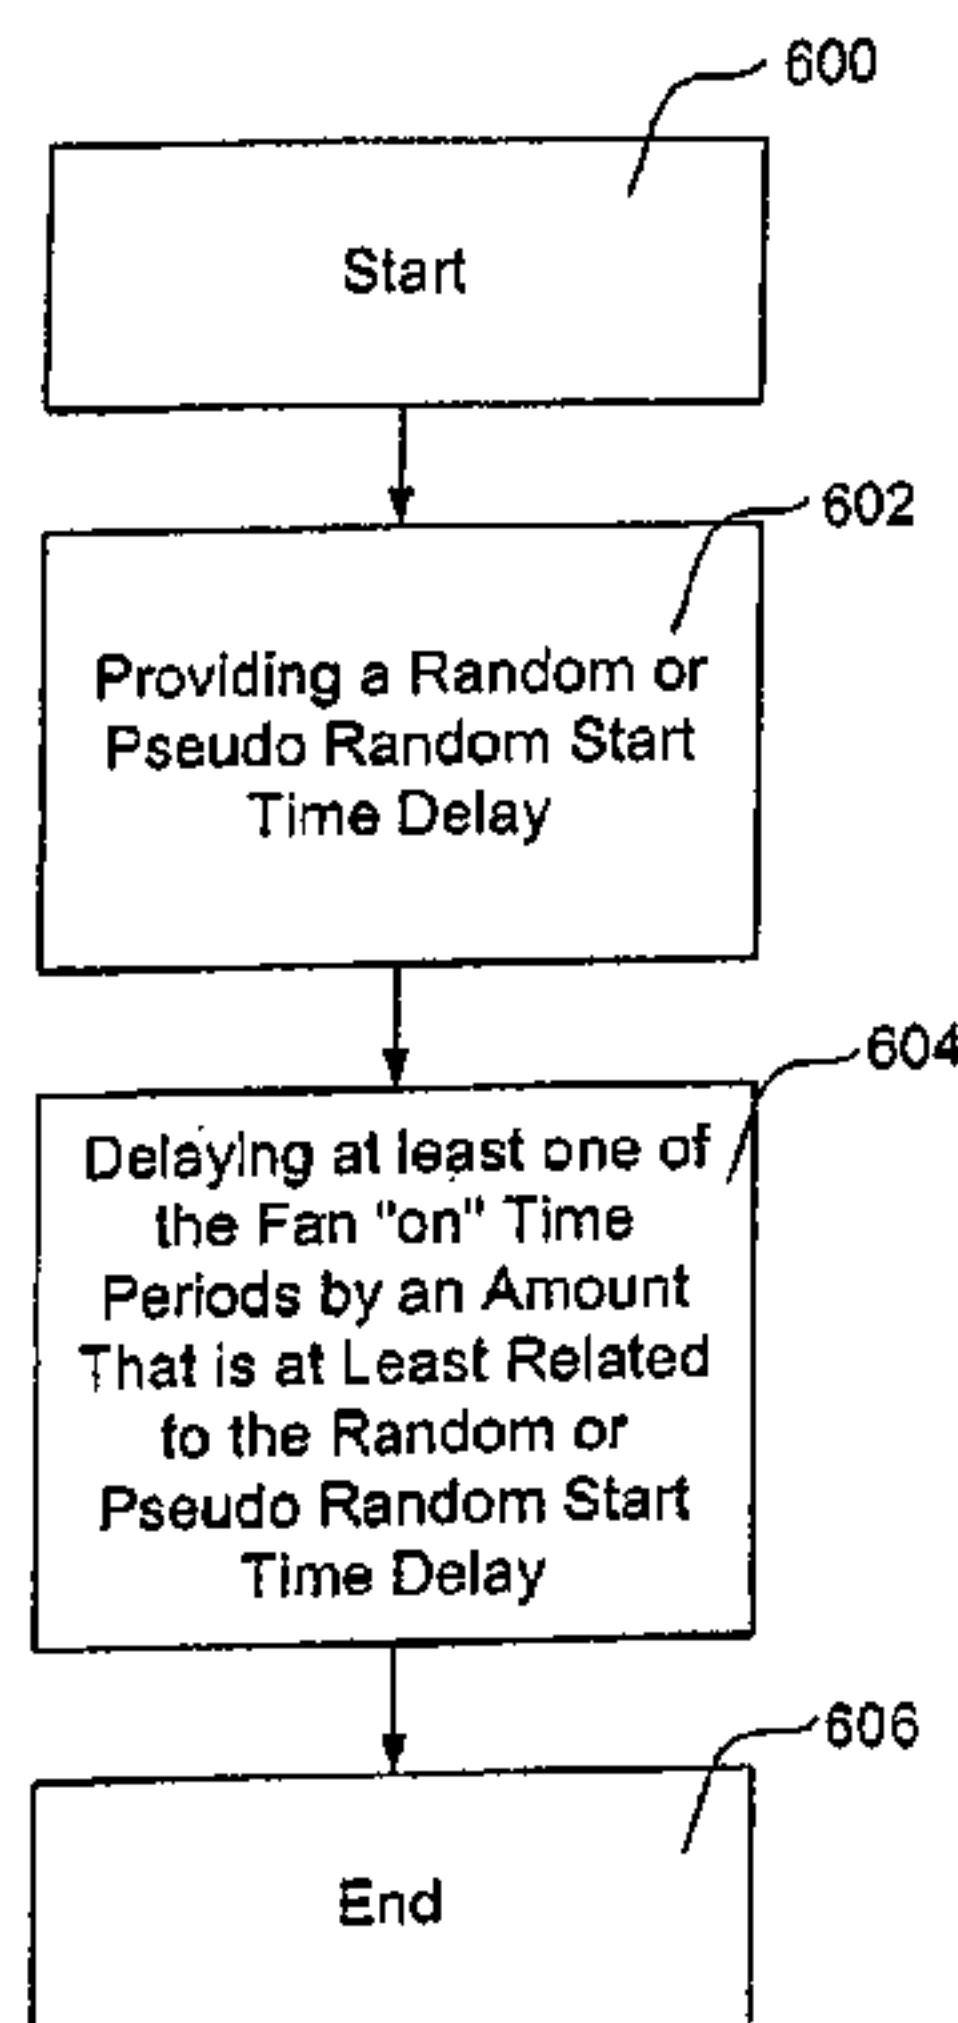 600
Start
602
Providing a Random or
Pseudo Random Start
Time Delay
604
Delaying at least one of
the Fan "on" Time
Periods by an Amount
That is at Least Related
to the Random or
Pseudo Random Start
Time Delay
606
End